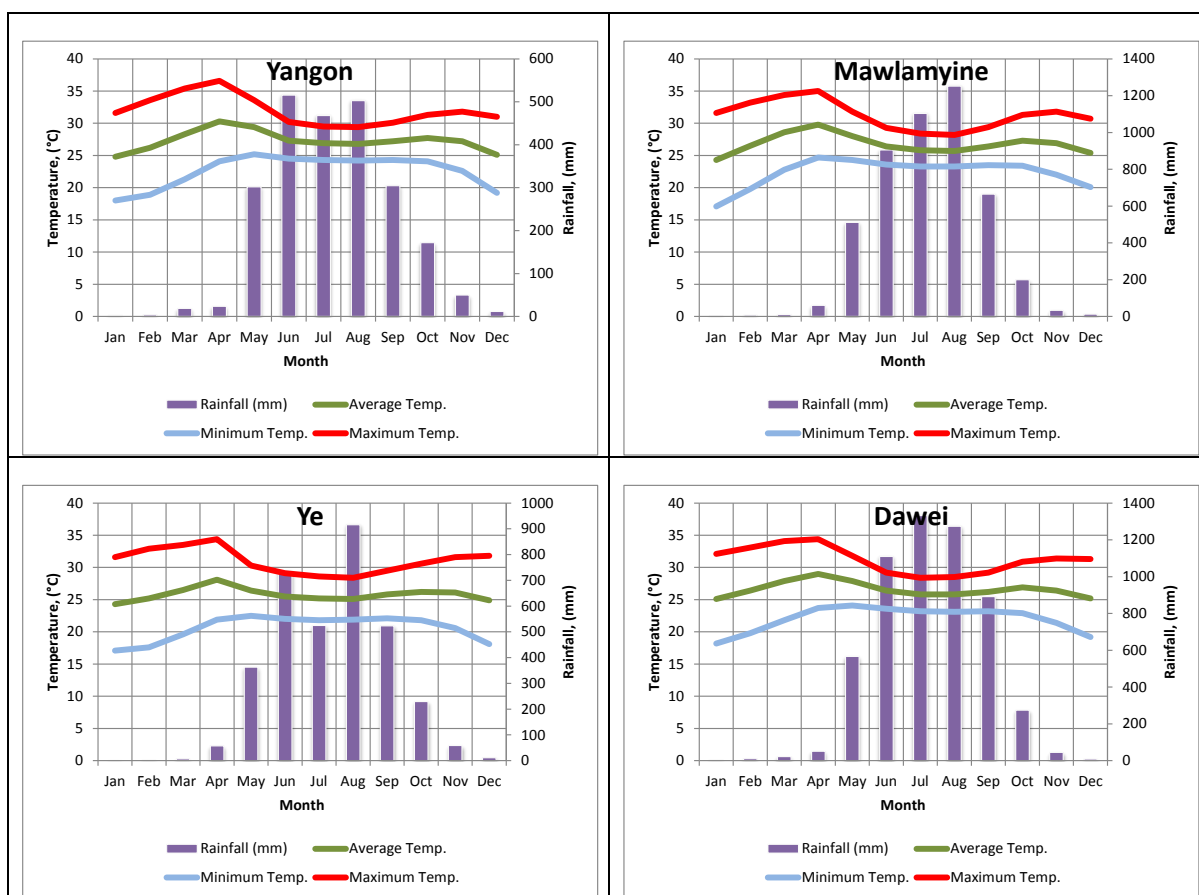 Yangon
40
35
30
25
20
15
10
5
0
Temperature, (°C)
600
500
400
300
200
100
0
Rainfall, (mm)
Jan Feb Mar Apr May Jun Jul Aug Sep Oct Nov Dec
Month
Rainfall (mm) Average Temp.
Minimum Temp. Maximum Temp.
Mawlamyine
40
35
30
25
20
15
10
5
0
Temperature, (°C)
1400
1200
1000
800
600
400
200
0
Rainfall, (mm)
Jan Feb Mar Apr May Jun Jul Aug Sep Oct Nov Dec
Month
Rainfall (mm) Average Temp.
Minimum Temp. Maximum Temp.
Ye
40
35
30
25
20
15
10
5
0
Temperature, (°C)
1000
900
800
700
600
500
400
300
200
100
0
Rainfall, (mm)
Jan Feb Mar Apr May Jun Jul Aug Sep Oct Nov Dec
Month
Rainfall (mm) Average Temp.
Minimum Temp. Maximum Temp.
Dawei
40
35
30
25
20
15
10
5
0
Temperature, (°C)
1400
1200
1000
800
600
400
200
0
Rainfall, (mm)
Jan Feb Mar Apr May Jun Jul Aug Sep Oct Nov Dec
Month
Rainfall (mm) Average Temp.
Minimum Temp. Maximum Temp.